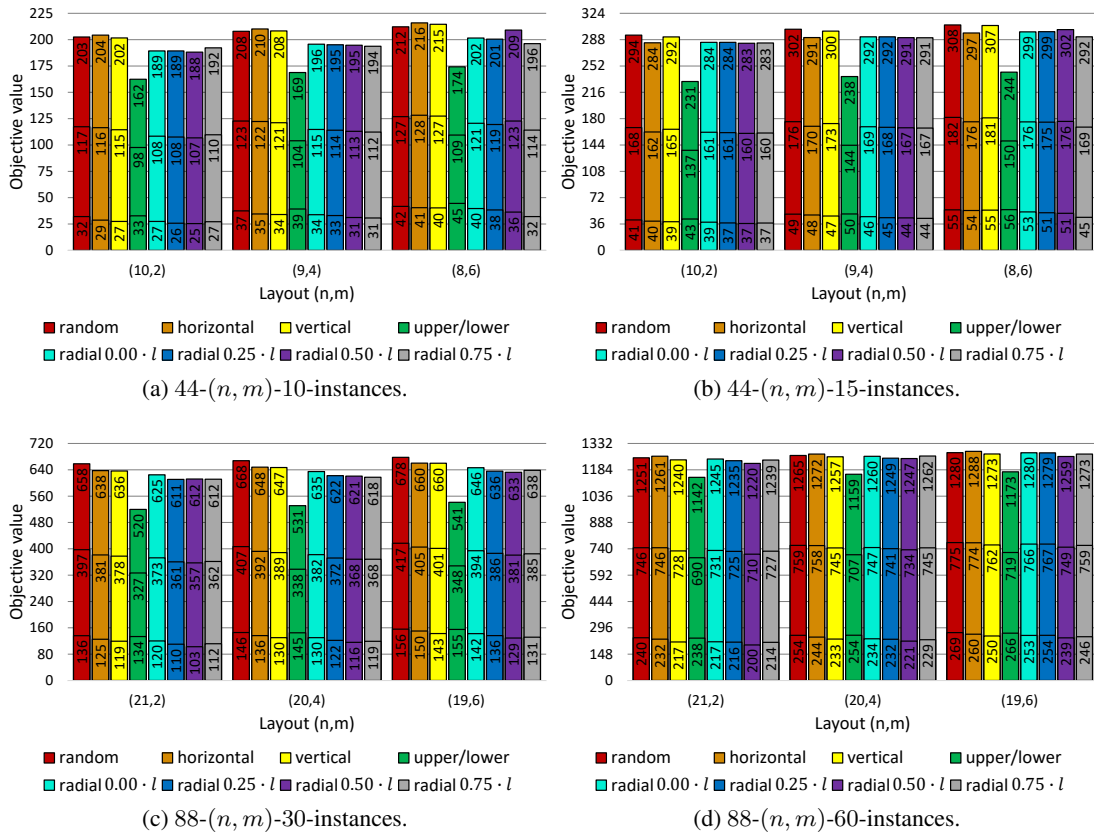 225
200
175
150
125
100
75
50
25
0
Objective value
203 204 202 162 189 189 188 192
117 116 115 98 108 108 107 110
32 29 27 33 27 26 25 27
208 210 208 169 196 195 195 194
123 122 121 104 115 114 113 112
37 35 34 39 34 33 31 31
212 216 215 174 202 201 209 196
127 128 127 109 121 119 123 114
42 41 40 45 40 38 36 32
(10,2) (9,4) (8,6)
Layout (n,m)
random horizontal vertical upper/lower
radial 0.00 · l radial 0.25 · l radial 0.50 · l radial 0.75 · l
(a) 44-(n, m)-10-instances.
324
288
252
216
180
144
108
72
36
0
Objective value
294 284 292 231 284 284 283 283
168 162 165 137 161 161 160 160
41 40 39 43 39 37 37 37
302 291 300 238 292 292 291 291
176 170 173 144 169 168 167 167
49 48 47 50 46 45 44 44
308 297 307 244 299 299 302 292
182 176 181 150 176 175 176 169
55 54 55 56 53 51 51 45
(10,2) (9,4) (8,6)
Layout (n,m)
random horizontal vertical upper/lower
radial 0.00 · l radial 0.25 · l radial 0.50 · l radial 0.75 · l
(b) 44-(n, m)-15-instances.
720
640
560
480
400
320
240
160
80
0
Objective value
658 638 636 520 625 611 612 612
397 381 378 327 373 361 357 362
136 125 119 134 120 110 103 112
668 648 647 531 635 622 621 618
407 392 389 338 382 372 368 368
146 136 130 145 130 122 116 119
678 660 660 541 646 636 633 638
417 405 401 348 394 386 381 385
156 150 143 155 142 136 129 131
(21,2) (20,4) (19,6)
Layout (n,m)
random horizontal vertical upper/lower
radial 0.00 · l radial 0.25 · l radial 0.50 · l radial 0.75 · l
(c) 88-(n, m)-30-instances.
1332
1184
1036
888
740
592
444
296
148
0
Objective value
1251 1261 1240 1142 1245 1235 1220 1239
746 746 728 690 731 725 710 727
240 232 217 238 217 216 200 214
1265 1272 1257 1159 1260 1249 1247 1262
759 758 745 707 747 741 734 745
254 244 233 254 234 232 221 229
1280 1288 1273 1173 1280 1279 1259 1273
775 774 762 719 766 767 749 759
269 260 250 266 253 254 239 246
(21,2) (20,4) (19,6)
Layout (n,m)
random horizontal vertical upper/lower
radial 0.00 · l radial 0.25 · l radial 0.50 · l radial 0.75 · l
(d) 88-(n, m)-60-instances.